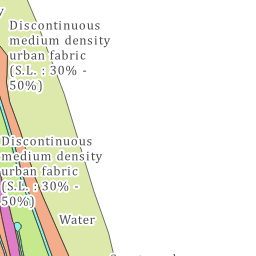 Discontinuous
medium density
urban fabric
(S.L. : 30% -
50%)
Discontinuous
medium density
urban fabric
(S.L. : 30% -
50%)
Water